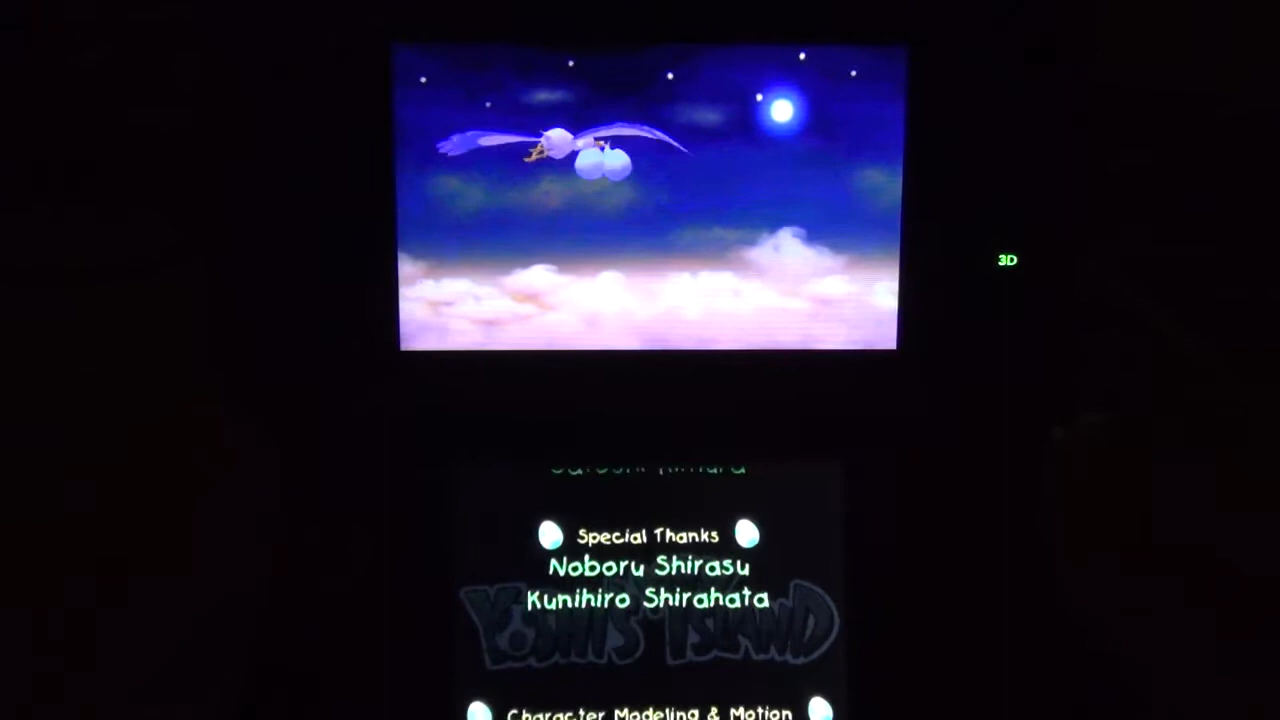 3D
Special Thanks
Noboru Shirasu
Kunihiro Shirahata
YOSHI'S ISLAND
Character Modeling & Motion